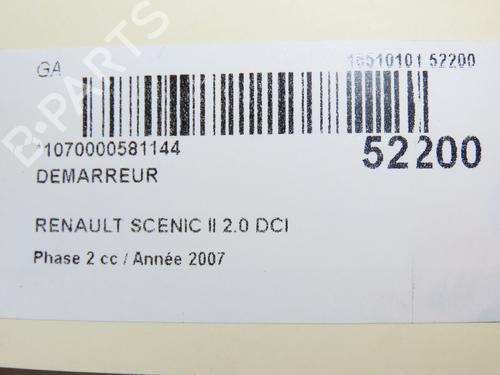 GA
16510101 52200
*1070000581144
52200
DEMARREUR
RENAULT SCENIC II 2.0 DCI
Phase 2 cc / Année 2007
B-PARTS